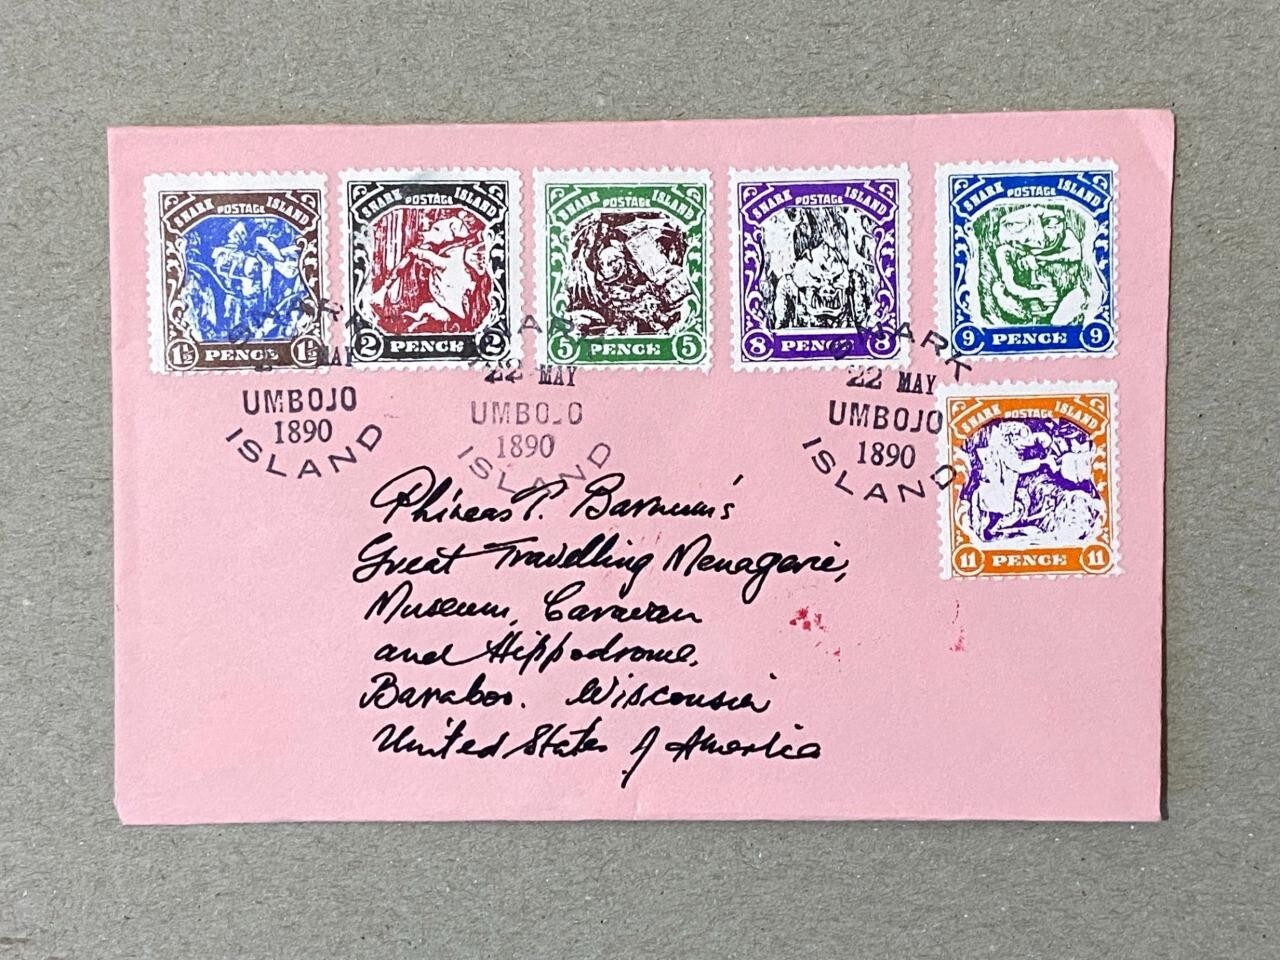 SNARK POSTAGE ISLAND
1½ PENCE 1½
SNARK POSTAGE ISLAND
2 PENCE 2
SNARK POSTAGE ISLAND
5 PENCE 5
SNARK POSTAGE ISLAND
8 PENCE 8
SNARK POSTAGE ISLAND
9 PENCE 9
SNARK POSTAGE ISLAND
11 PENCE 11
SNARK
MAY
UMBOJO
1890
ISLAND
SNARK
22 MAY
UMBOJO
1890
ISLAND
SNARK
22 MAY
UMBOJO
1890
ISLAND
Phineas T. Barnum's
Great Travelling Menagerie,
Museum, Caravan
and Hippodrome,
Baraboo. Wisconsin
United States of America